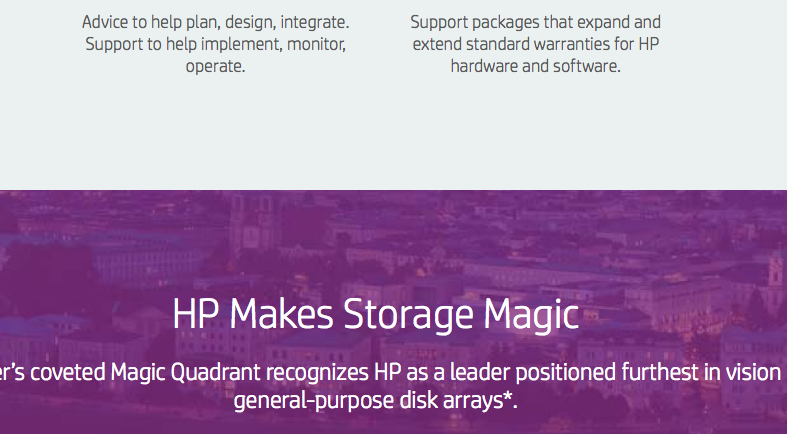 Advice to help plan, design, integrate.
Support to help implement, monitor,
operate.
Support packages that expand and
extend standard warranties for HP
hardware and software.
HP Makes Storage Magic
er's coveted Magic Quadrant recognizes HP as a leader positioned furthest in vision
general-purpose disk arrays*.